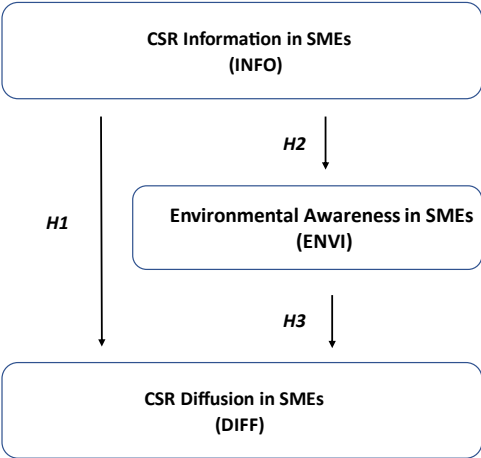 CSR Information in SMEs
(INFO)
H2
H1
Environmental Awareness in SMEs
(ENVI)
H3
CSR Diffusion in SMEs
(DIFF)